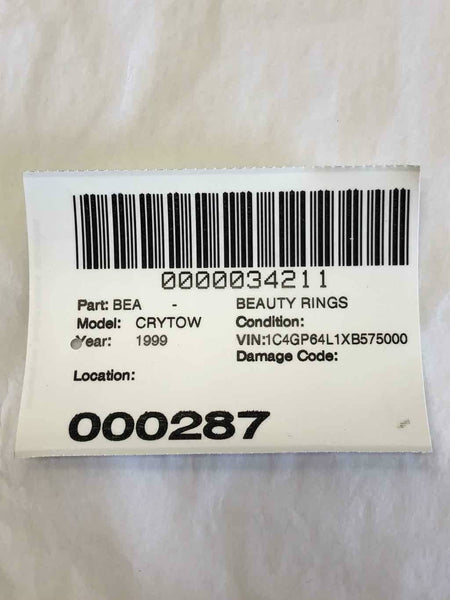 0000034211
Part: BEA - BEAUTY RINGS
Model: CRYTOW Condition:
Year: 1999 VIN:1C4GP64L1XB575000
Damage Code:
Location:
000287